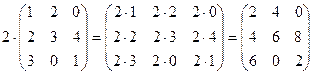 2· (1 2 0) = (2·1 2·2 2·0) = (2 4 0)
(2 3 4) (2·2 2·3 2·4) (4 6 8)
(3 0 1) (2·3 2·0 2·1) (6 0 2)